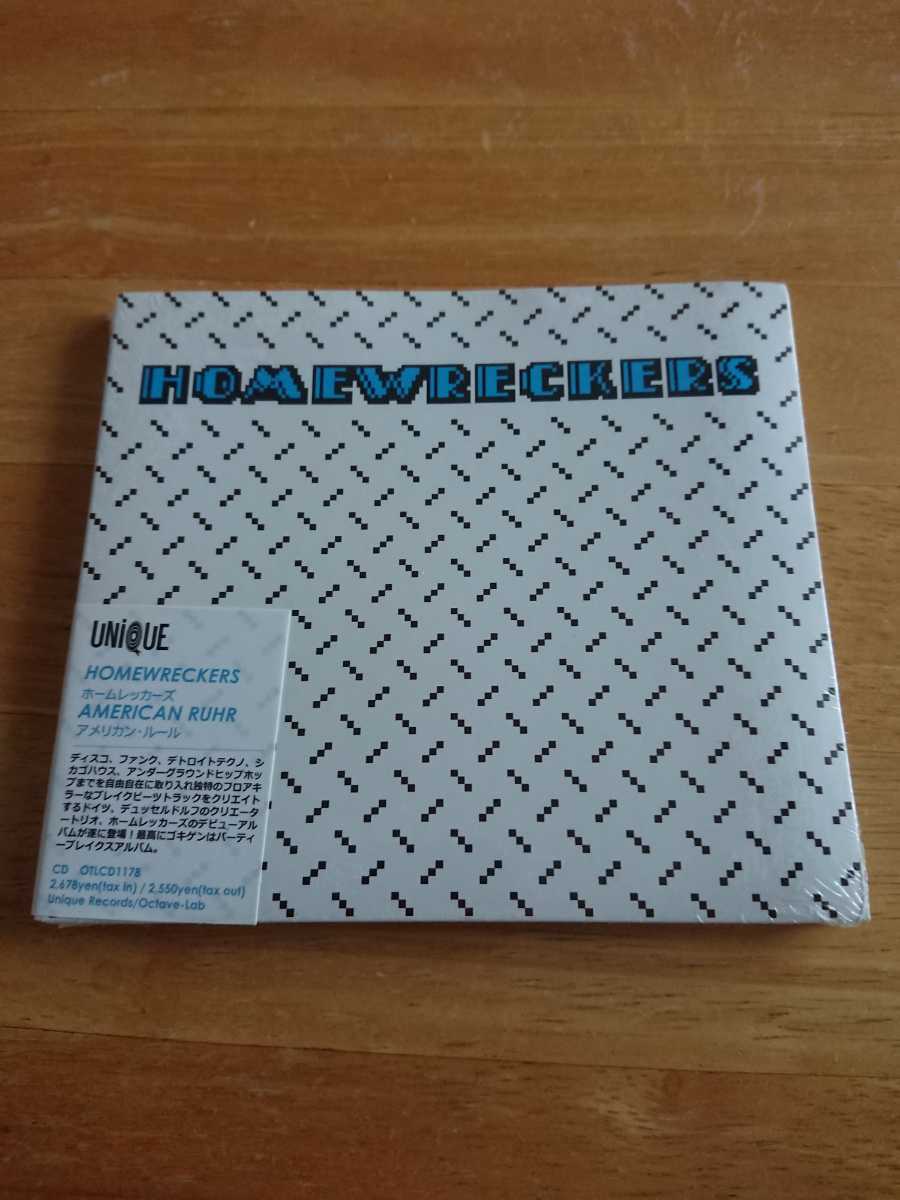 HOMEWRECKERS
UNiQUE
HOMEWRECKERS
ホームレッカーズ
AMERICAN RUHR
アメリカン・ルール
ディスコ、ファンク、デトロイトテクノ、シ
カゴハウス、アンダーグラウンドヒップホッ
プまでを自由自在に取り入れ独特のフロアキ
ラーなブレイクビーツトラックをクリエイト
するドイツ、デュッセルドルフのクリエータ
ートリオ、ホームレッカーズのデビューアル
バムが遂に登場！最高にゴキゲンはパーティ
ーブレイクスアルバム。
CD OTLCD1178
2,678yen(tax in) / 2,550yen(tax out)
Unique Records/Octave-Lab